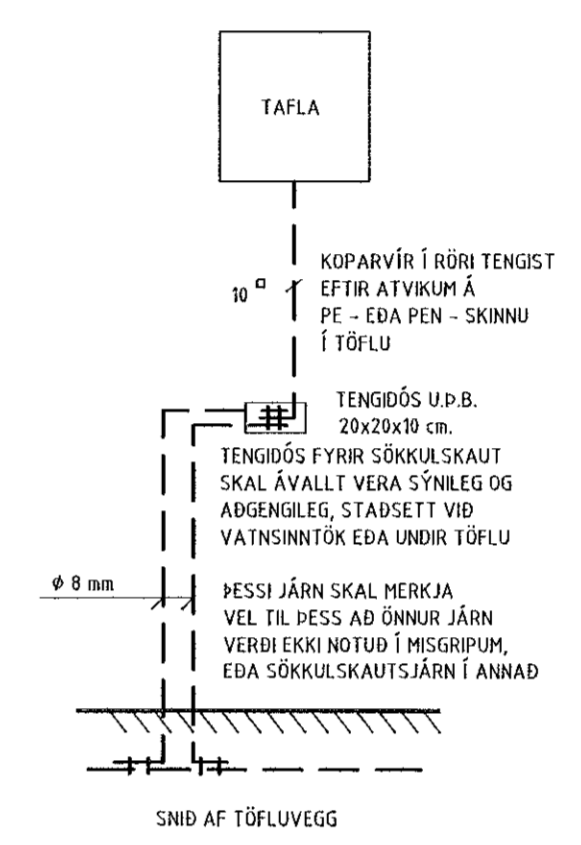 TAFLA
KOPARVÍR Í RÖRI TENGIST
EFTIR ATVIKUM Á
PE - EÐA PEN - SKINNU
Í TÖFLU
10 □
TENGIDÓS U.Þ.B.
20x20x10 cm.
TENGIDÓS FYRIR SÖKKULSKAUT
SKAL ÁVALLT VERA SÝNILEG OG
AÐGENGILEG, STAÐSETT VIÐ
VATNSINNTÖK EÐA UNDIR TÖFLU
ϕ 8 mm
ÞESSI JÁRN SKAL MERKJA
VEL TIL ÞESS AÐ ÖNNUR JÁRN
VERÐI EKKI NOTUÐ Í MISGRIPUM,
EÐA SÖKKULSKAUTSJÁRN Í ANNAÐ
SNIÐ AF TÖFLUVEGG